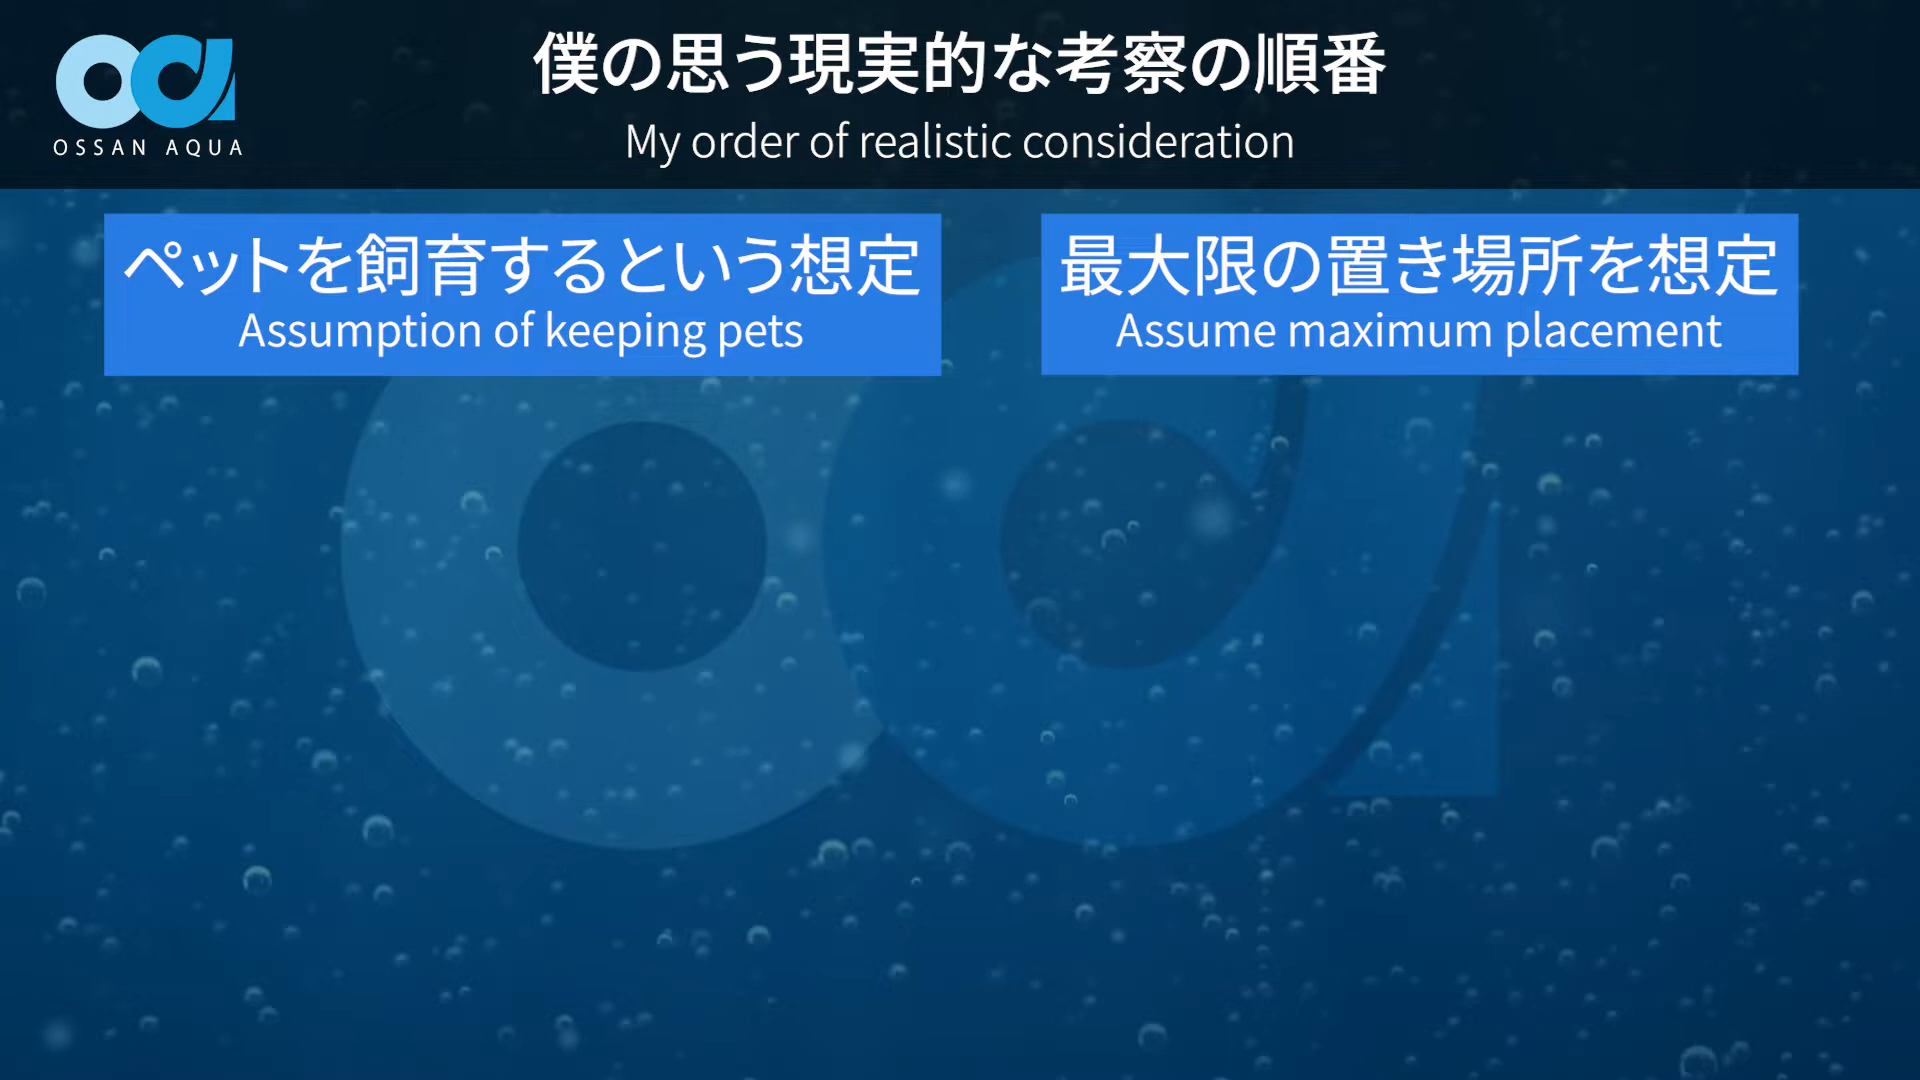 OSSAN AQUA
僕の思う現実的な考察の順番
My order of realistic consideration
ペットを飼育するという想定
Assumption of keeping pets
最大限の置き場所を想定
Assume maximum placement